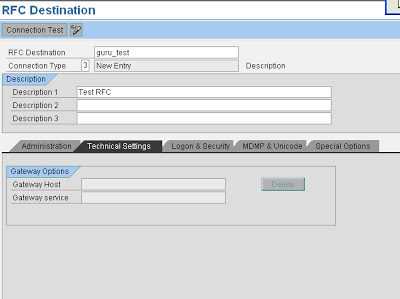 RFC Destination
Connection Test
RFC Destination guru_test
Connection Type 3 New Entry Description
Description
Description 1 Test RFC
Description 2
Description 3
Administration Technical Settings Logon & Security MDMP & Unicode Special Options
Gateway Options
Gateway Host Delete
Gateway service